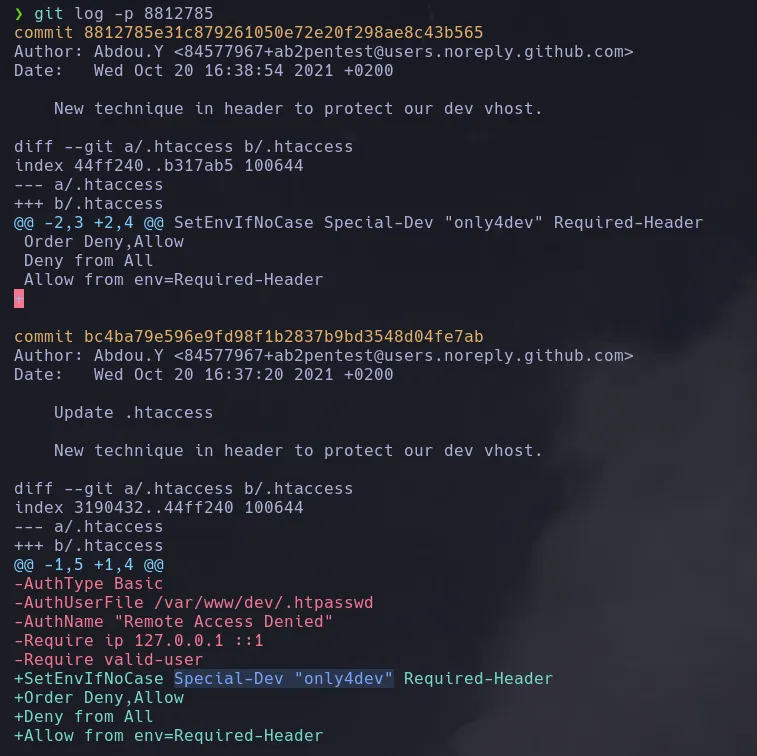 ❯ git log -p 8812785
commit 8812785e31c879261050e72e20f298ae8c43b565
Author: Abdou.Y <84577967+ab2pentest@users.noreply.github.com>
Date:   Wed Oct 20 16:38:54 2021 +0200

    New technique in header to protect our dev vhost.

diff --git a/.htaccess b/.htaccess
index 44ff240..b317ab5 100644
--- a/.htaccess
+++ b/.htaccess
@@ -2,3 +2,4 @@ SetEnvIfNoCase Special-Dev "only4dev" Required-Header
 Order Deny,Allow
 Deny from All
 Allow from env=Required-Header
+

commit bc4ba79e596e9fd98f1b2837b9bd3548d04fe7ab
Author: Abdou.Y <84577967+ab2pentest@users.noreply.github.com>
Date:   Wed Oct 20 16:37:20 2021 +0200

    Update .htaccess

    New technique in header to protect our dev vhost.

diff --git a/.htaccess b/.htaccess
index 3190432..44ff240 100644
--- a/.htaccess
+++ b/.htaccess
@@ -1,5 +1,4 @@
-AuthType Basic
-AuthUserFile /var/www/dev/.htpasswd
-AuthName "Remote Access Denied"
-Require ip 127.0.0.1 ::1
-Require valid-user
+SetEnvIfNoCase Special-Dev "only4dev" Required-Header
+Order Deny,Allow
+Deny from All
+Allow from env=Required-Header